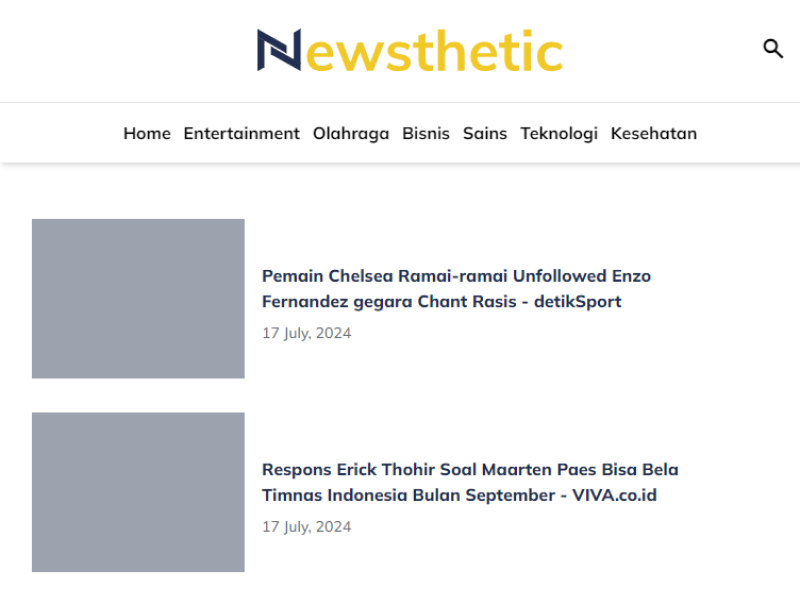 Newsthetic
Home Entertainment Olahraga Bisnis Sains Teknologi Kesehatan
Pemain Chelsea Ramai-ramai Unfollowed Enzo
Fernandez gegara Chant Rasis - detikSport
17 July, 2024
Respons Erick Thohir Soal Maarten Paes Bisa Bela
Timnas Indonesia Bulan September - VIVA.co.id
17 July, 2024